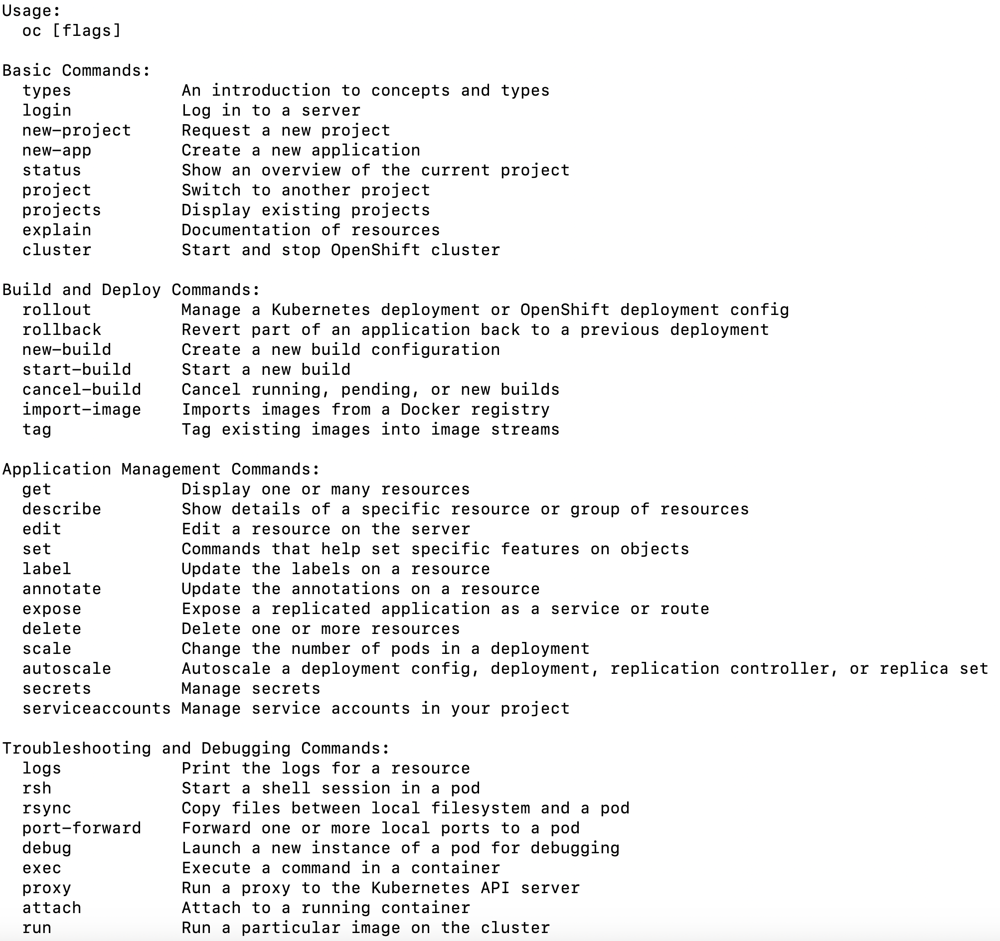 Usage:
  oc [flags]

Basic Commands:
  types           An introduction to concepts and types
  login           Log in to a server
  new-project     Request a new project
  new-app         Create a new application
  status          Show an overview of the current project
  project         Switch to another project
  projects        Display existing projects
  explain         Documentation of resources
  cluster         Start and stop OpenShift cluster

Build and Deploy Commands:
  rollout         Manage a Kubernetes deployment or OpenShift deployment config
  rollback        Revert part of an application back to a previous deployment
  new-build       Create a new build configuration
  start-build     Start a new build
  cancel-build    Cancel running, pending, or new builds
  import-image    Imports images from a Docker registry
  tag             Tag existing images into image streams

Application Management Commands:
  get             Display one or many resources
  describe        Show details of a specific resource or group of resources
  edit            Edit a resource on the server
  set             Commands that help set specific features on objects
  label           Update the labels on a resource
  annotate        Update the annotations on a resource
  expose          Expose a replicated application as a service or route
  delete          Delete one or more resources
  scale           Change the number of pods in a deployment
  autoscale       Autoscale a deployment config, deployment, replication controller, or replica set
  secrets         Manage secrets
  serviceaccounts Manage service accounts in your project

Troubleshooting and Debugging Commands:
  logs            Print the logs for a resource
  rsh             Start a shell session in a pod
  rsync           Copy files between local filesystem and a pod
  port-forward    Forward one or more local ports to a pod
  debug           Launch a new instance of a pod for debugging
  exec            Execute a command in a container
  proxy           Run a proxy to the Kubernetes API server
  attach          Attach to a running container
  run             Run a particular image on the cluster